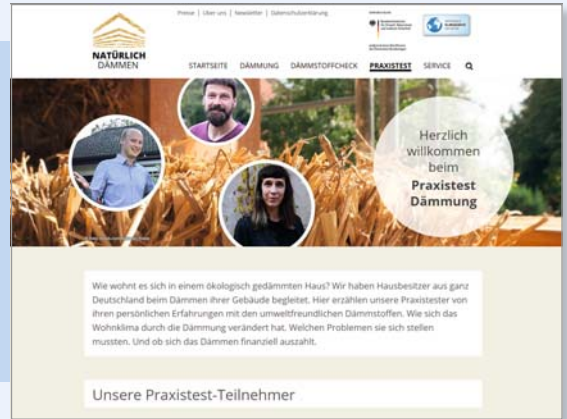 Presse | Über uns | Newsletter | Datenschutzerklärung
NATÜRLICH
DÄMMEN
STARTSEITE DÄMMUNG DÄMMSTOFFCHECK PRAXISTEST SERVICE
Herzlich
willkommen
beim
Praxistest
Dämmung
Wie wohnt es sich in einem ökologisch gedämmten Haus? Wir haben Hausbesitzer aus ganz
Deutschland beim Dämmen ihrer Gebäude begleitet. Hier erzählen unsere Praxistester von
ihren persönlichen Erfahrungen mit den umweltfreundlichen Dämmstoffen. Wie sich das
Wohnklima durch die Dämmung verändert hat. Welchen Problemen sie sich stellen
mussten. Und ob sich das Dämmen finanziell auszahlt.
Unsere Praxistest-Teilnehmer